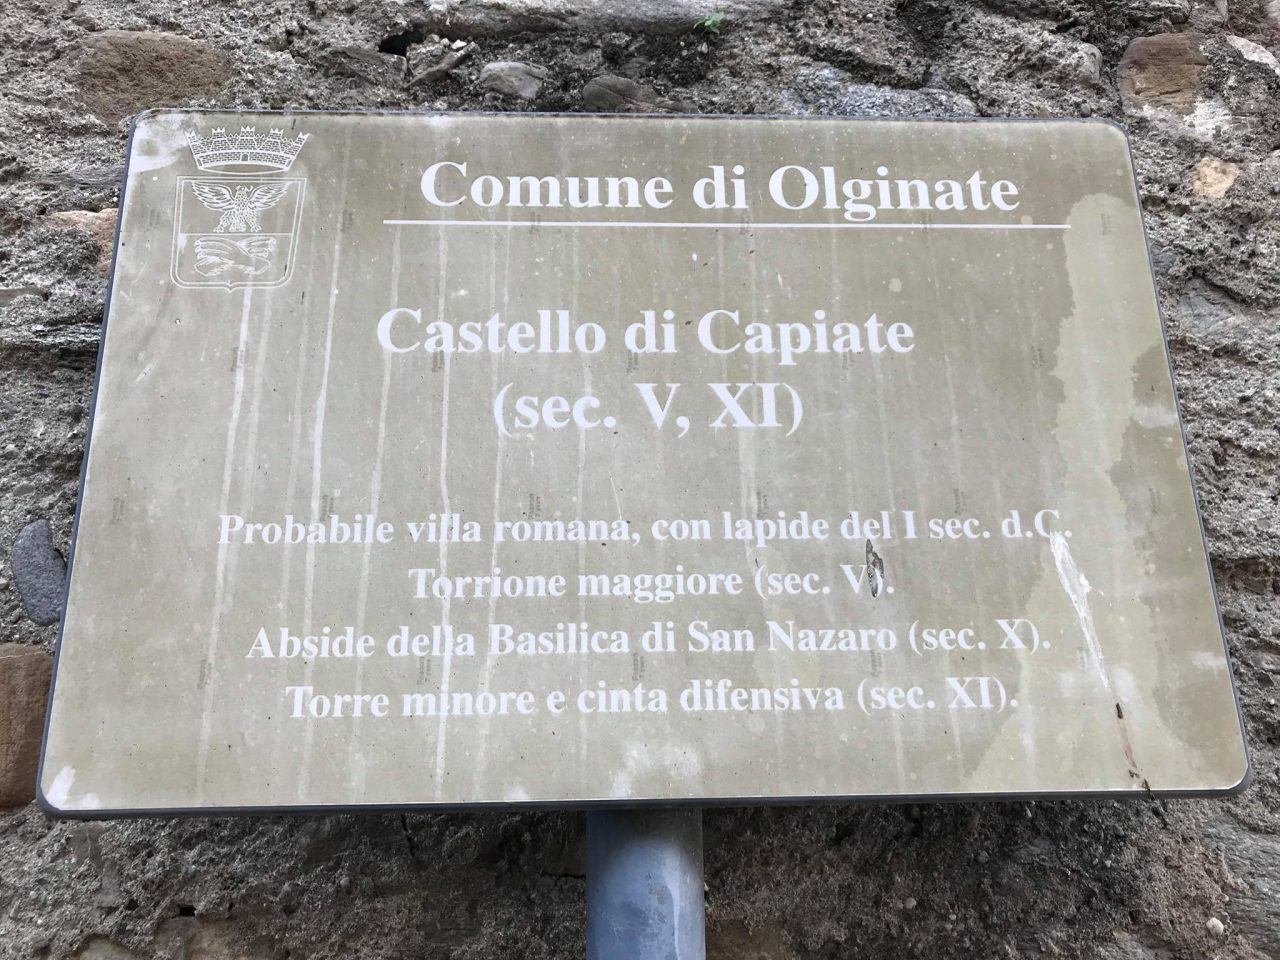 Comune di Olginate
Castello di Capiate
(sec. V, XI)
Probabile villa romana, con lapide del I sec. d.C.
Torrione maggiore (sec. V).
Abside della Basilica di San Nazaro (sec. X).
Torre minore e cinta difensiva (sec. XI).